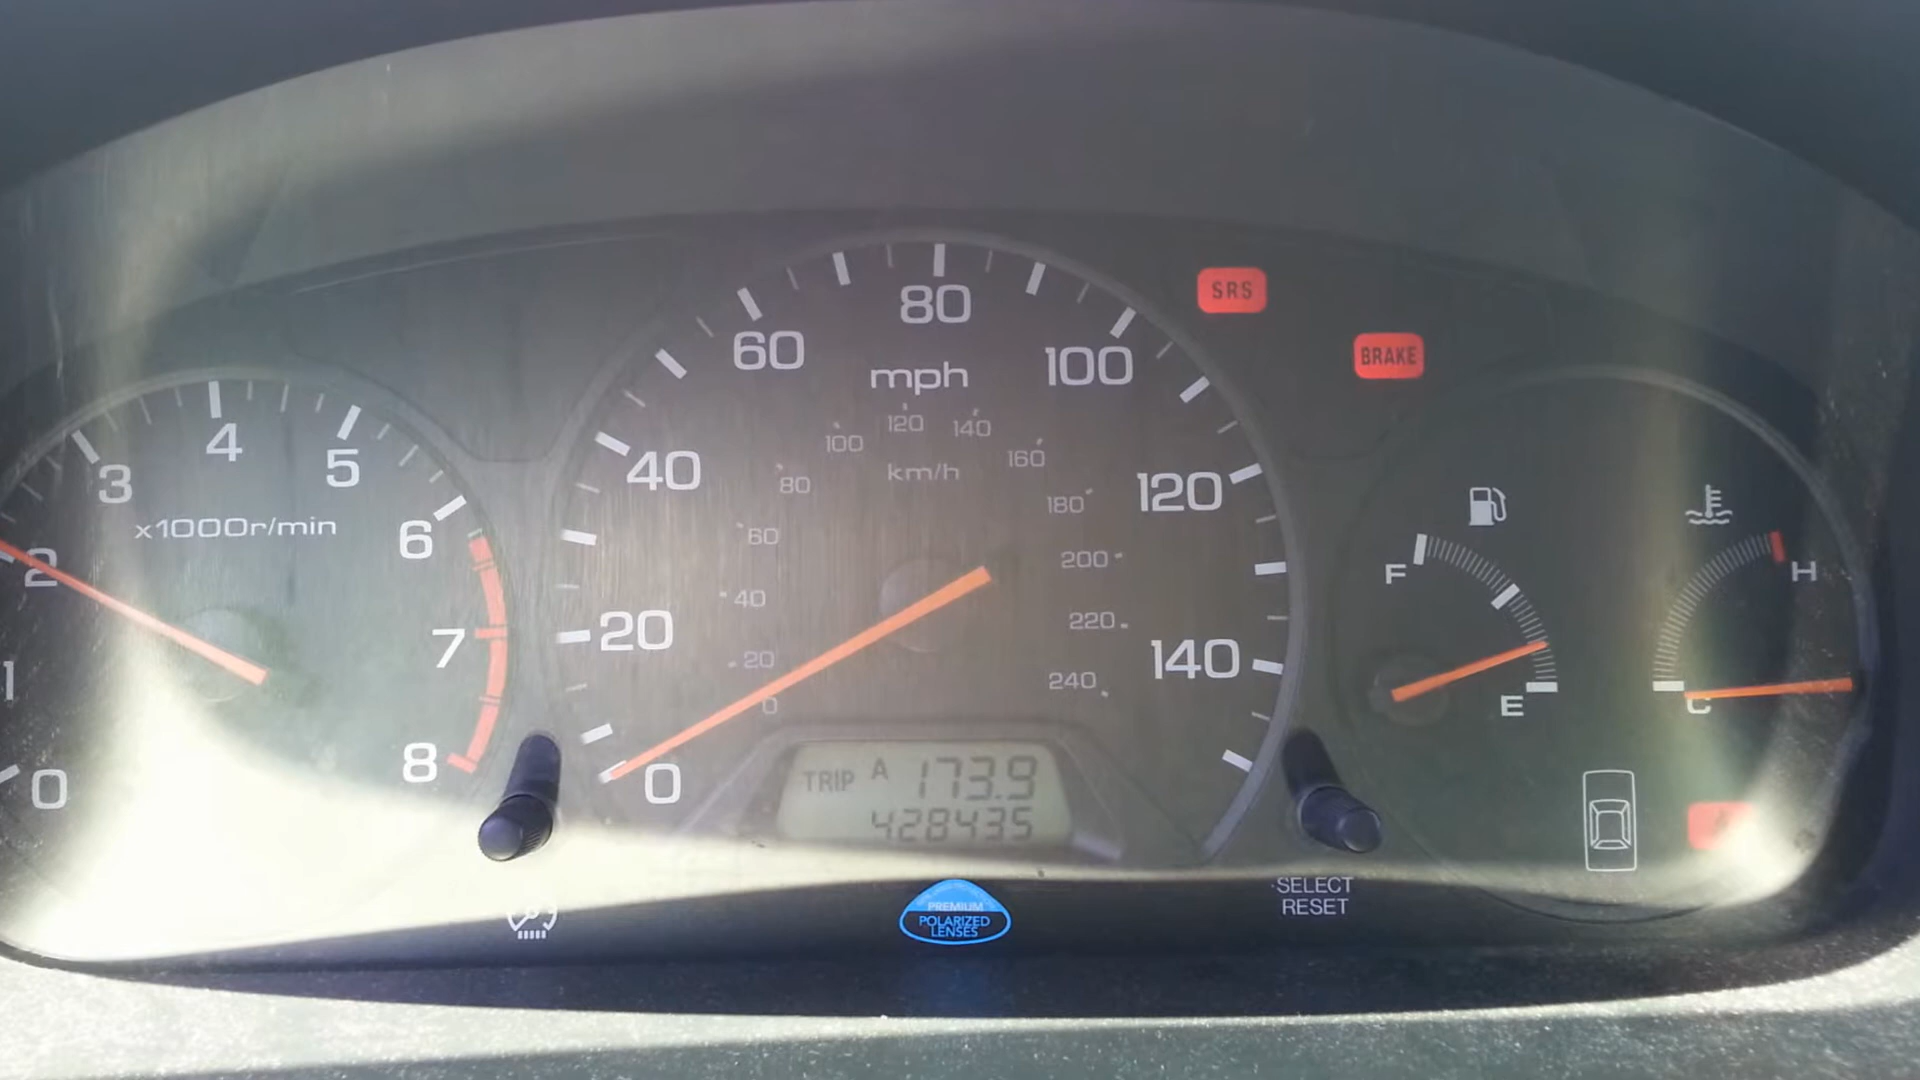 0
1
2
3
4
5
6
7
8
x1000r/min
0
20
40
60
80
100
120
140
mph
0
20
40
60
80
100
120
140
160
180
200
220
240
km/h
TRIP A 173.9
428435
SRS
BRAKE
F
E
H
C
SELECT
RESET
PREMIUM
POLARIZED
LENSES